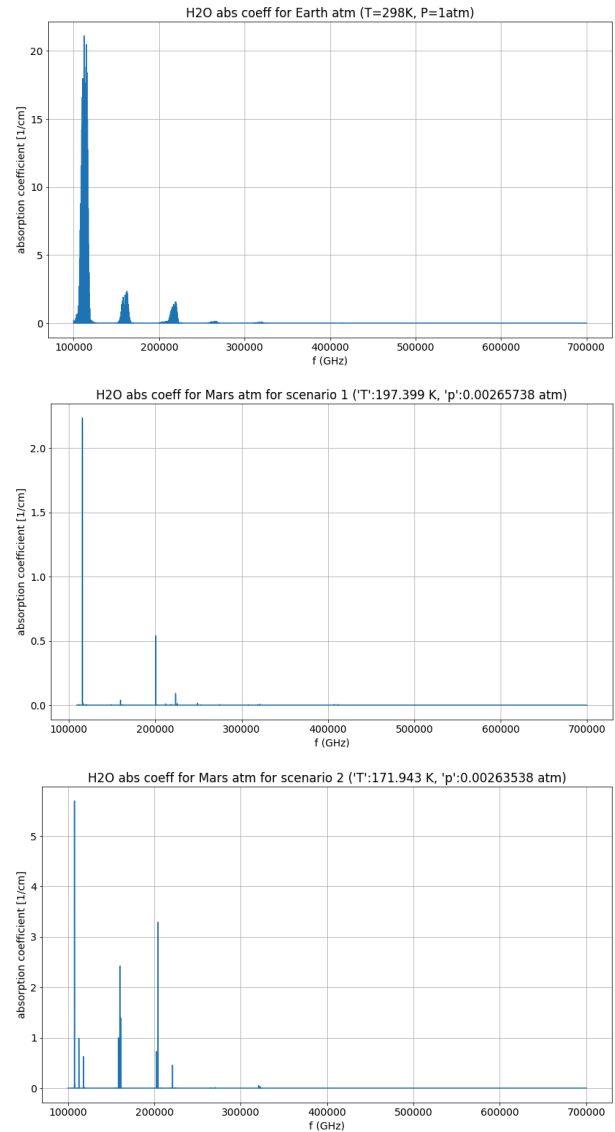 H2O abs coeff for Earth atm (T=298K, P=1atm)
absorption coefficient [1/cm]
20
15
10
5
0
100000 200000 300000 400000 500000 600000 700000
f (GHz)
H2O abs coeff for Mars atm for scenario 1 ('T':197.399 K, 'p':0.00265738 atm)
absorption coefficient [1/cm]
2.0
1.5
1.0
0.5
0.0
100000 200000 300000 400000 500000 600000 700000
f (GHz)
H2O abs coeff for Mars atm for scenario 2 ('T':171.943 K, 'p':0.00263538 atm)
absorption coefficient [1/cm]
5
4
3
2
1
0
100000 200000 300000 400000 500000 600000 700000
f (GHz)